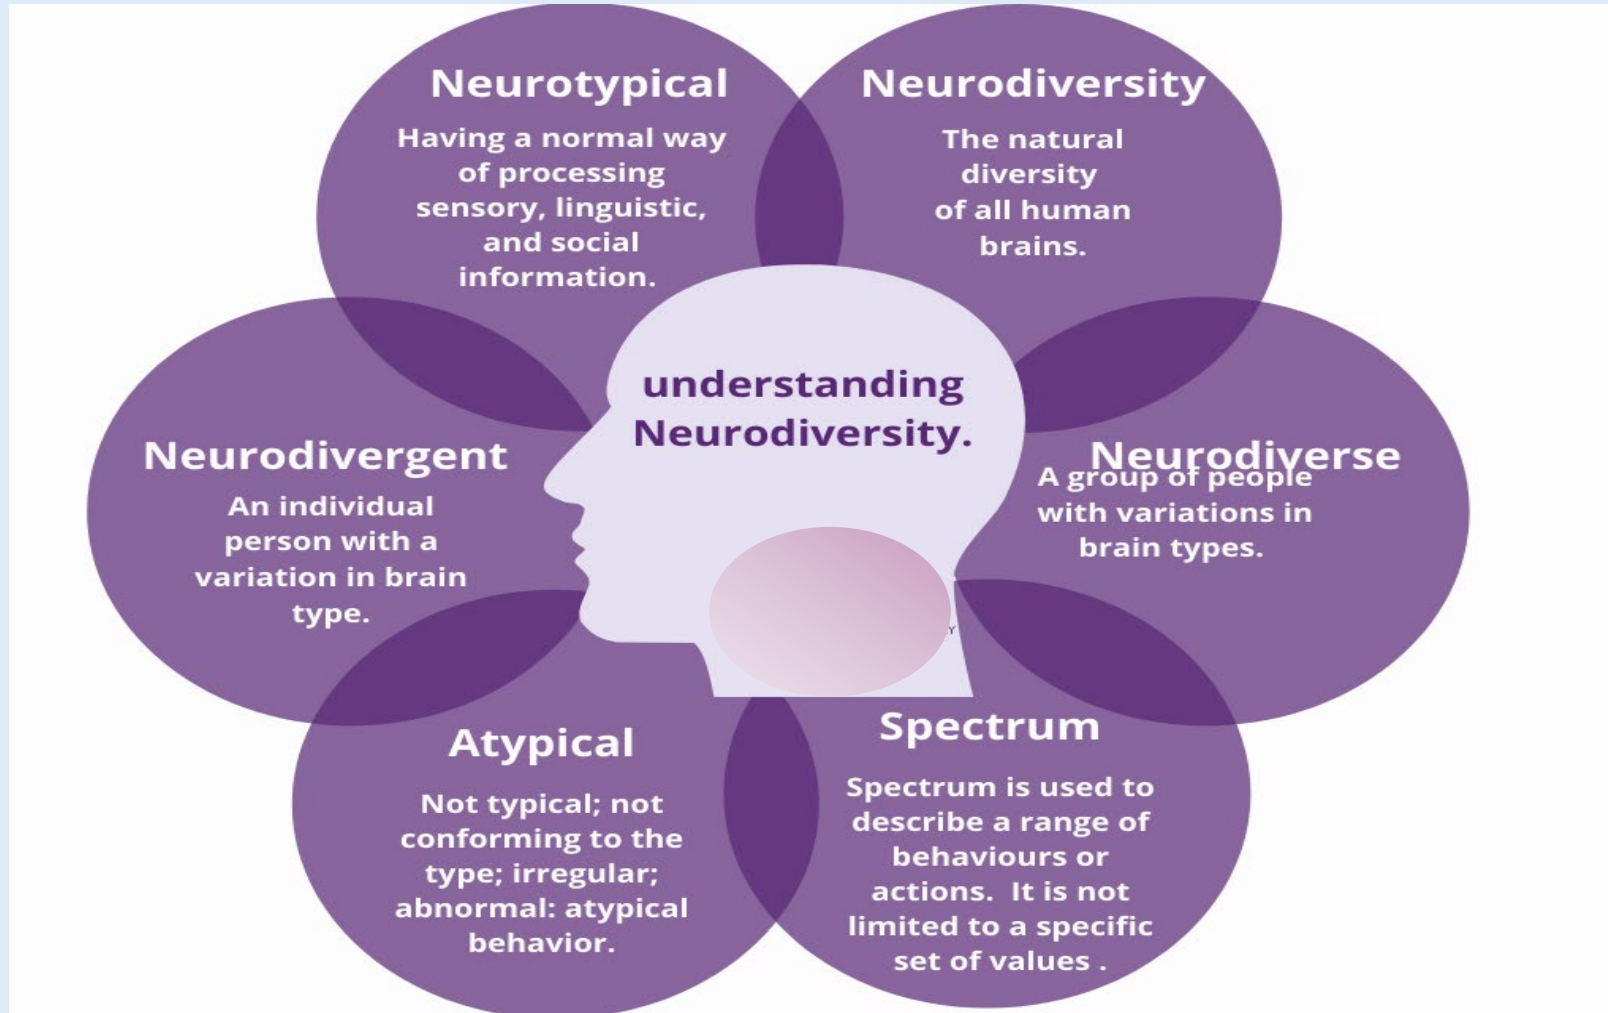 Neurotypical
Having a normal way
of processing
sensory, linguistic,
and social
information.
Neurodiversity
The natural
diversity
of all human
brains.
understanding
Neurodiversity.
Neurodivergent
An individual
person with a
variation in brain
type.
Neurodiverse
A group of people
with variations in
brain types.
Atypical
Not typical; not
conforming to the
type; irregular;
abnormal: atypical
behavior.
Spectrum
Spectrum is used to
describe a range of
behaviours or
actions.  It is not
limited to a specific
set of values .